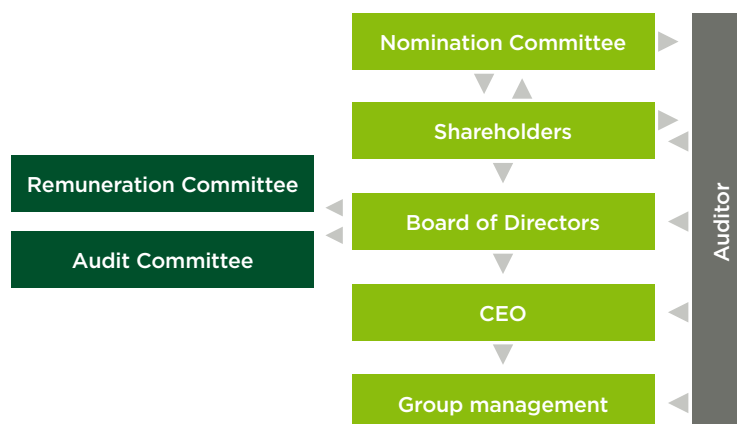 Nomination Committee
Shareholders
Remuneration Committee
Board of Directors
Audit Committee
CEO
Group management
Auditor